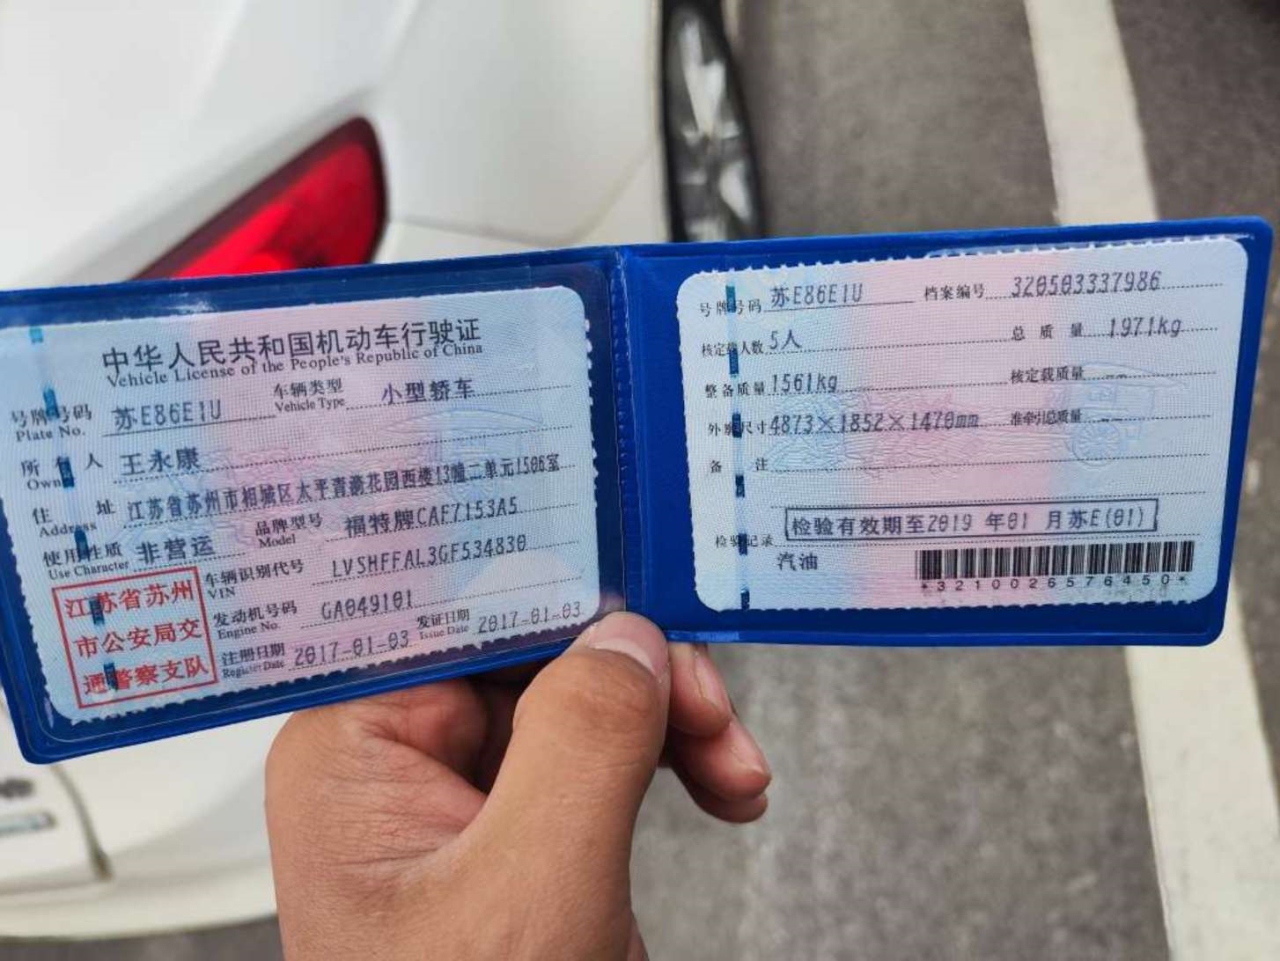 中华人民共和国机动车行驶证
Vehicle License of the People's Republic of China
号牌号码 苏E86E1U 车辆类型 小型轿车
Plate No. Vehicle Type
所有人 王永康
Owner
住址 江苏省苏州市相城区太平青漪花园西楼13幢二单元1506室
Address
使用性质 非营运 品牌型号 福特牌CAF7153A5
Use Character Model
车辆识别代号 LVSHFFAL3GF534830
VIN
发动机号码 GA049101
Engine No.
注册日期 2017-01-03 发证日期 2017-01-03
Register Date Issue Date
江苏省苏州
市公安局交
通警察支队
号牌号码 苏E86E1U 档案编号 320503337986
核定载人数 5人 总质量 1971kg
整备质量 1561kg 核定载质量 --
外廓尺寸 4873×1852×1470mm 准牵引总质量 --
备注
检验记录 检验有效期至2019年01月苏E(01)
汽油
*3210026576450*